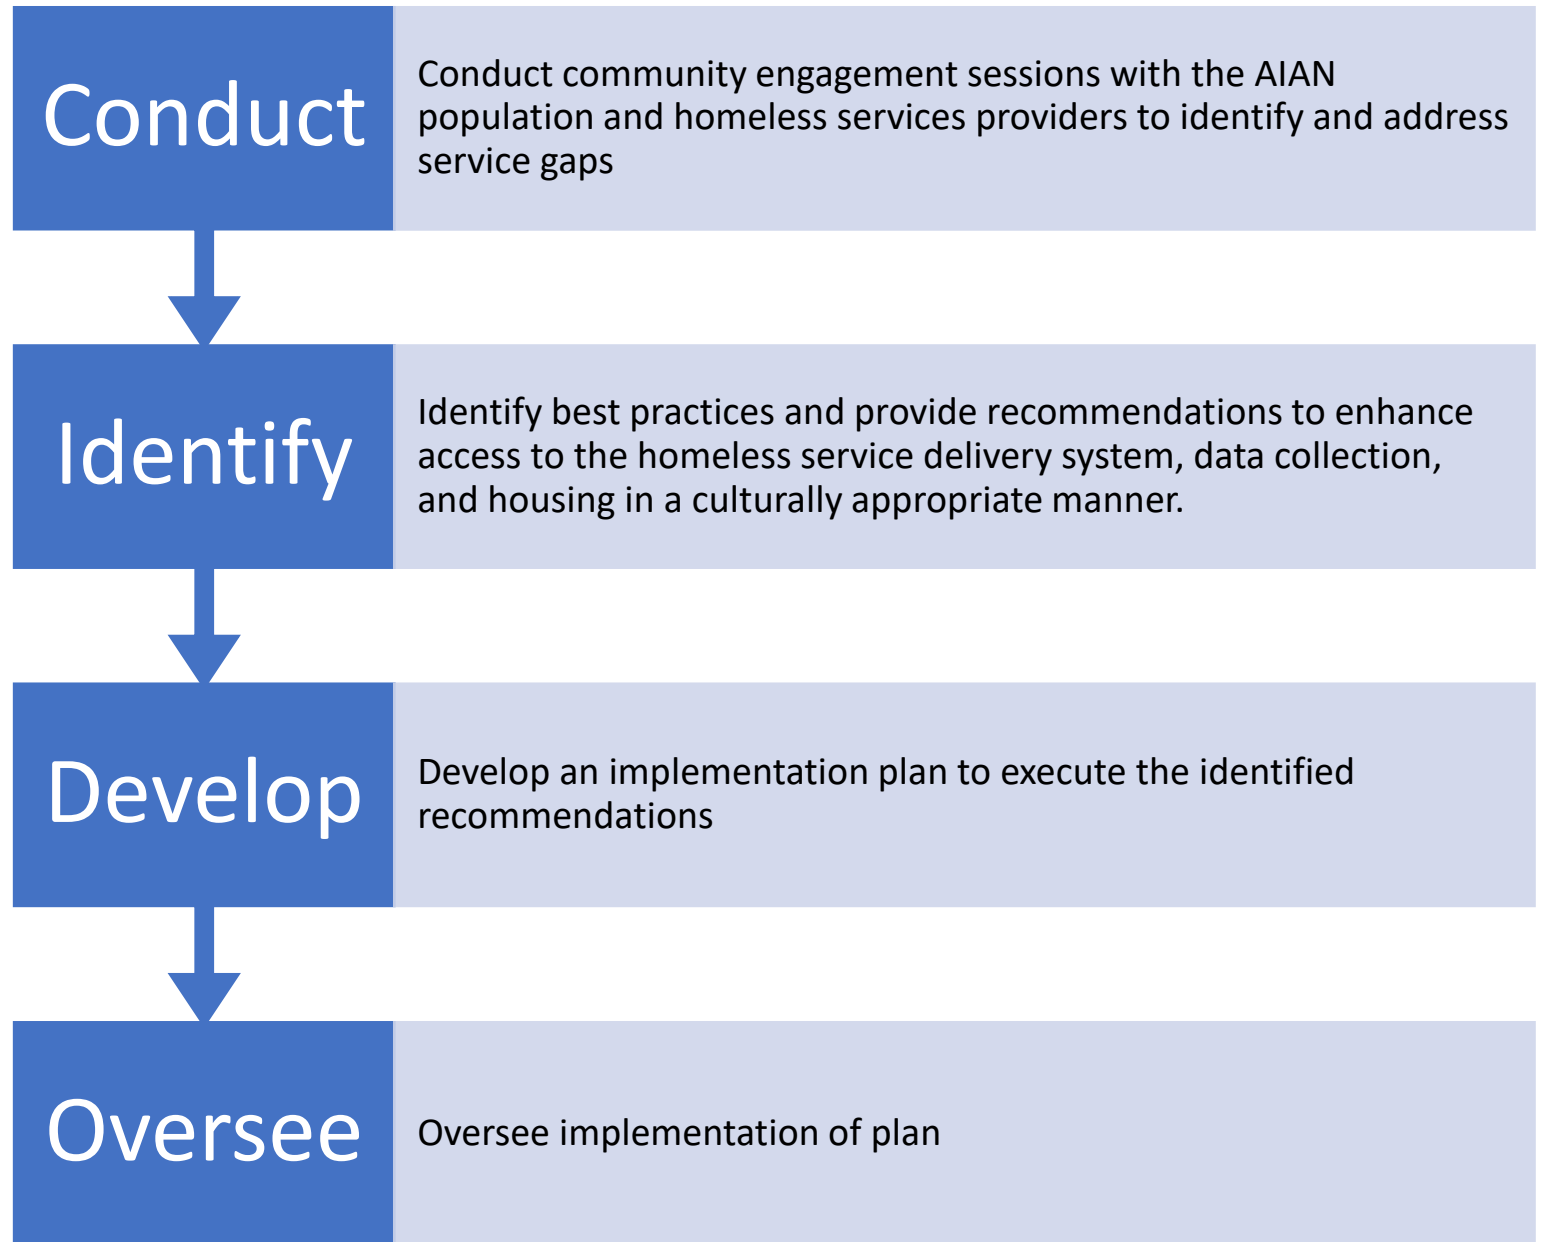 Conduct
Conduct community engagement sessions with the AIAN
population and homeless services providers to identify and address
service gaps
Identify
Identify best practices and provide recommendations to enhance
access to the homeless service delivery system, data collection,
and housing in a culturally appropriate manner.
Develop
Develop an implementation plan to execute the identified
recommendations
Oversee
Oversee implementation of plan